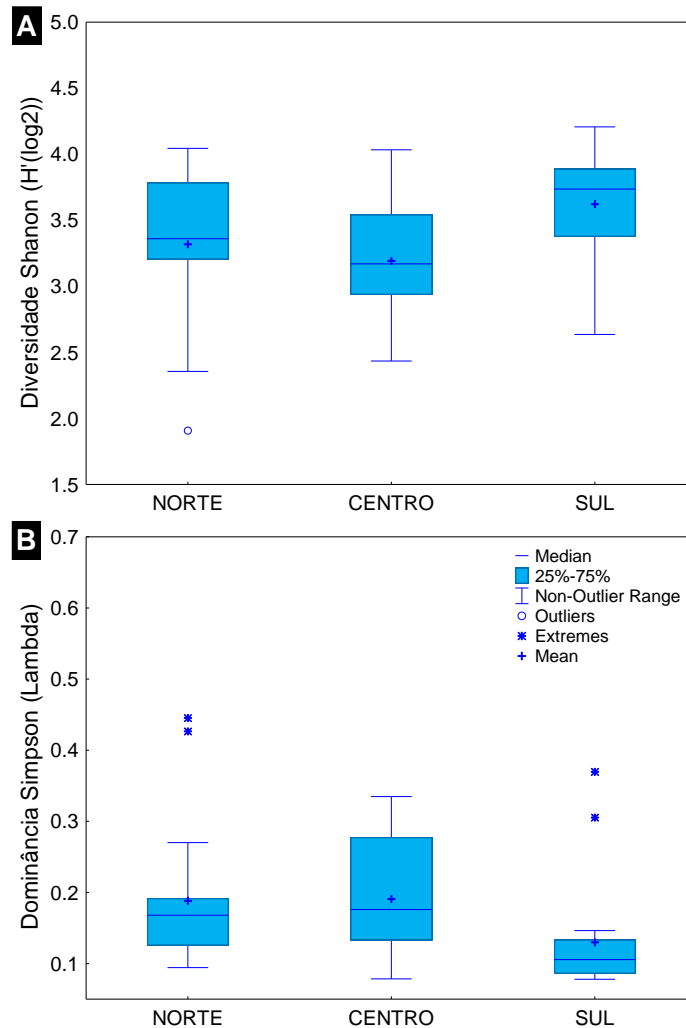 A
Diversidade Shanon (H'(log2))
5.0
4.5
4.0
3.5
3.0
2.5
2.0
1.5
NORTE CENTRO SUL
B
Dominância Simpson (Lambda)
0.7
0.6
0.5
0.4
0.3
0.2
0.1
Median
25%-75%
Non-Outlier Range
Outliers
Extremes
Mean
NORTE CENTRO SUL